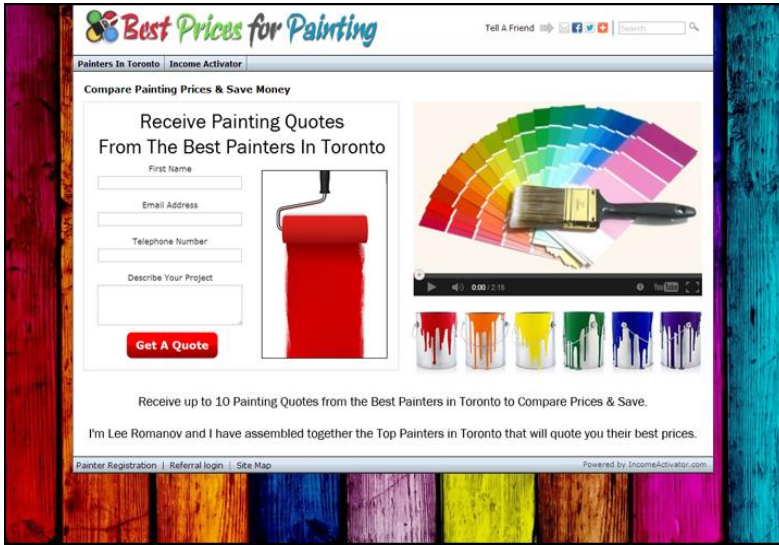 Best Prices for Painting
Tell A Friend
Search
Painters In Toronto Income Activator
Compare Painting Prices & Save Money
Receive Painting Quotes
From The Best Painters In Toronto
First Name
Email Address
Telephone Number
Describe Your Project
Get A Quote
0:00 / 2:15
YouTube
Receive up to 10 Painting Quotes from the Best Painters in Toronto to Compare Prices & Save.
I'm Lee Romanov and I have assembled together the Top Painters in Toronto that will quote you their best prices.
Painter Registration | Referral login | Site Map
Powered by IncomeActivator.com